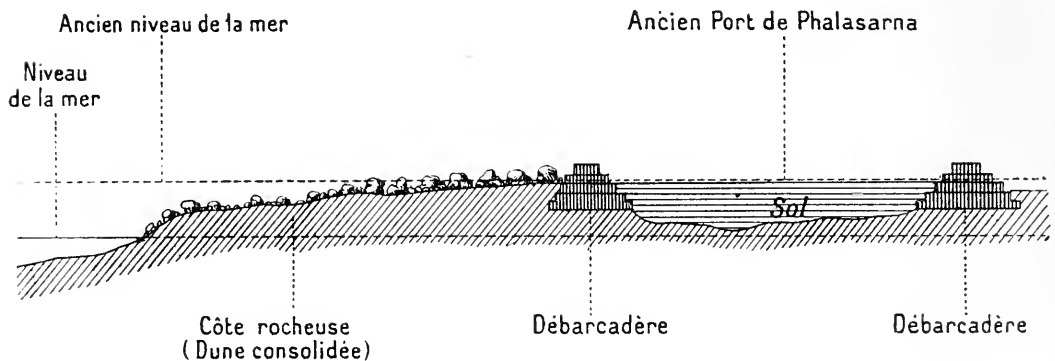 Ancien niveau de la mer
Ancien Port de Phalasarna
Niveau
de la mer
Sol
Côte rocheuse
(Dune consolidée)
Débarcadère
Débarcadère